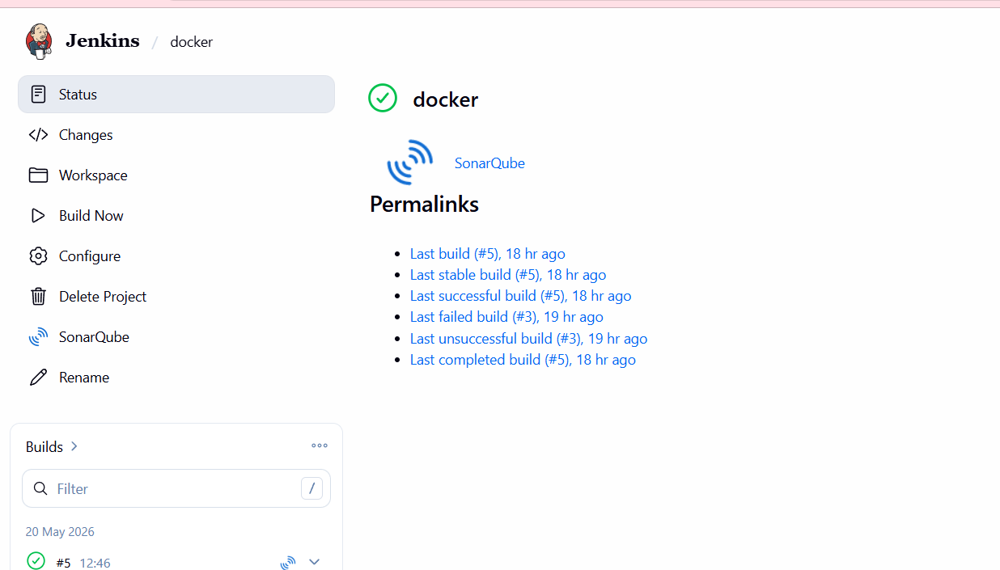 Jenkins / docker
Status
Changes
Workspace
Build Now
Configure
Delete Project
SonarQube
Rename
Builds
Filter /
20 May 2026
#5 12:46
docker
SonarQube
Permalinks
Last build (#5), 18 hr ago
Last stable build (#5), 18 hr ago
Last successful build (#5), 18 hr ago
Last failed build (#3), 19 hr ago
Last unsuccessful build (#3), 19 hr ago
Last completed build (#5), 18 hr ago